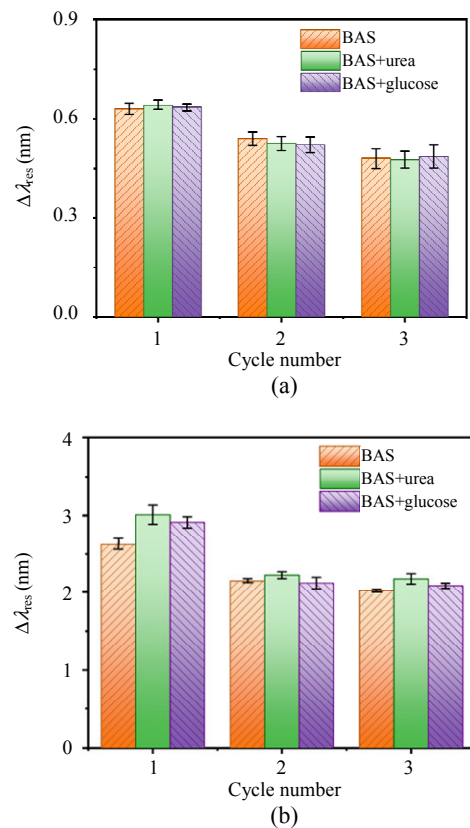 0.9
0.6
0.3
0.0
Δλres (nm)
BAS
BAS+urea
BAS+glucose
1 2 3
Cycle number
(a)
4
3
2
1
0
Δλres (nm)
BAS
BAS+urea
BAS+glucose
1 2 3
Cycle number
(b)